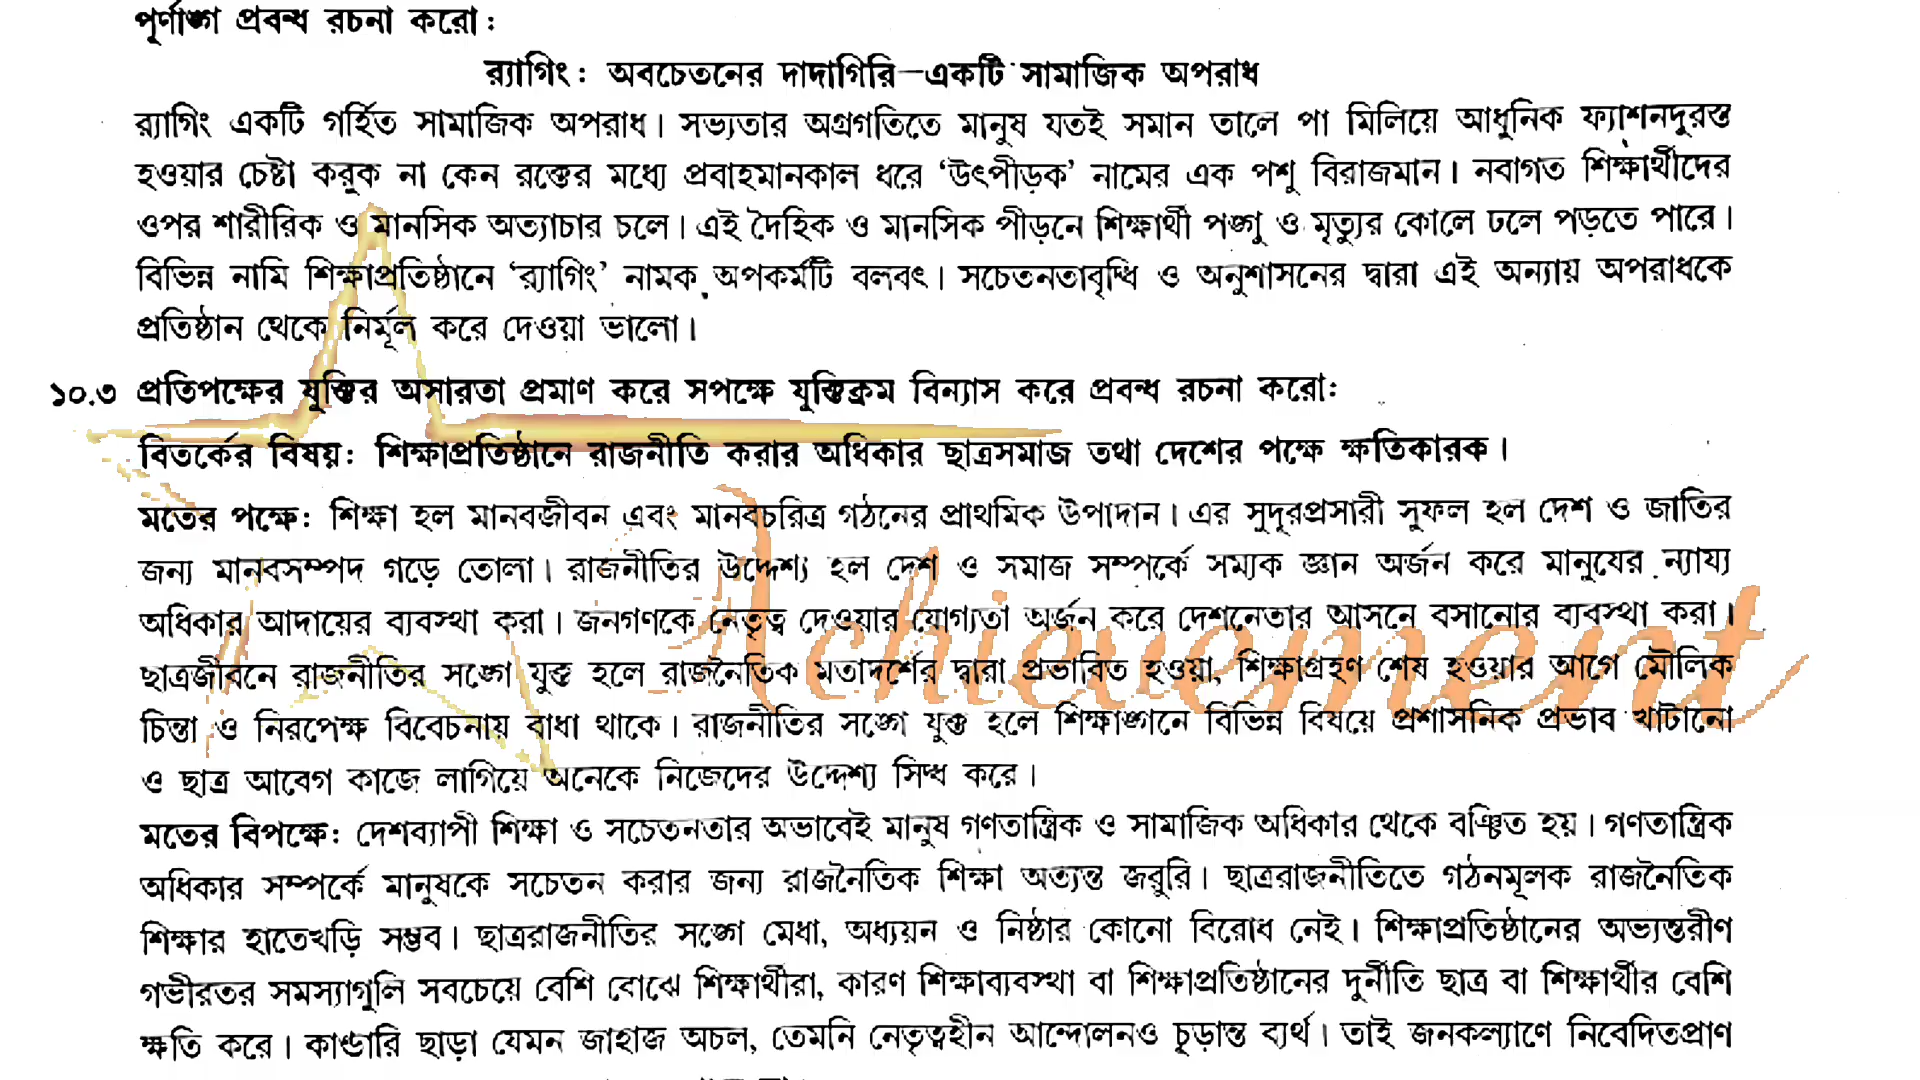 পূর্ণাঙ্গ প্রবন্ধ রচনা করো :
র‍্যাগিং : অবচেতনের দাদাগিরি—একটি সামাজিক অপরাধ
র‍্যাগিং একটি গর্হিত সামাজিক অপরাধ। সভ্যতার অগ্রগতিতে মানুষ যতই সমান তালে পা মিলিয়ে আধুনিক ফ্যাশনদুরস্ত
হওয়ার চেষ্টা করুক না কেন রক্তের মধ্যে প্রবাহমানকাল ধরে ‘উৎপীড়ক’ নামের এক পশু বিরাজমান। নবাগত শিক্ষার্থীদের
ওপর শারীরিক ও মানসিক অত্যাচার চলে। এই দৈহিক ও মানসিক পীড়নে শিক্ষার্থী পঙ্গু ও মৃত্যুর কোলে ঢলে পড়তে পারে।
বিভিন্ন নামি শিক্ষাপ্রতিষ্ঠানে ‘র‍্যাগিং’ নামক অপকর্মটি বলবৎ। সচেতনতাবৃদ্ধি ও অনুশাসনের দ্বারা এই অন্যায় অপরাধকে
প্রতিষ্ঠান থেকে নির্মূল করে দেওয়া ভালো।
১০.৩ প্রতিপক্ষের যুক্তির অসারতা প্রমাণ করে সপক্ষে যুক্তিক্রম বিন্যাস করে প্রবন্ধ রচনা করো:
বিতর্কের বিষয়: শিক্ষাপ্রতিষ্ঠানে রাজনীতি করার অধিকার ছাত্রসমাজ তথা দেশের পক্ষে ক্ষতিকারক।
মতের পক্ষে: শিক্ষা হল মানবজীবন এবং মানবচরিত্র গঠনের প্রাথমিক উপাদান। এর সুদূরপ্রসারী সুফল হল দেশ ও জাতির
জন্য মানবসম্পদ গড়ে তোলা। রাজনীতির উদ্দেশ্য হল দেশ ও সমাজ সম্পর্কে সম্যক জ্ঞান অর্জন করে মানুষের ন্যায্য
অধিকার আদায়ের ব্যবস্থা করা। জনগণকে নেতৃত্ব দেওয়ার যোগ্যতা অর্জন করে দেশনেতার আসনে বসানোর ব্যবস্থা করা।
ছাত্রজীবনে রাজনীতির সঙ্গে যুক্ত হলে রাজনৈতিক মতাদর্শের দ্বারা প্রভাবিত হওয়া, শিক্ষাগ্রহণ শেষ হওয়ার আগে মৌলিক
চিন্তা ও নিরপেক্ষ বিবেচনায় বাধা থাকে। রাজনীতির সঙ্গে যুক্ত হলে শিক্ষাঙ্গনে বিভিন্ন বিষয়ে প্রশাসনিক প্রভাব খাটানো
ও ছাত্র আবেগ কাজে লাগিয়ে অনেকে নিজেদের উদ্দেশ্য সিদ্ধ করে।
মতের বিপক্ষে: দেশব্যাপী শিক্ষা ও সচেতনতার অভাবেই মানুষ গণতান্ত্রিক ও সামাজিক অধিকার থেকে বঞ্চিত হয়। গণতান্ত্রিক
অধিকার সম্পর্কে মানুষকে সচেতন করার জন্য রাজনৈতিক শিক্ষা অত্যন্ত জরুরি। ছাত্ররাজনীতিতে গঠনমূলক রাজনৈতিক
শিক্ষার হাতেখড়ি সম্ভব। ছাত্ররাজনীতির সঙ্গে মেধা, অধ্যয়ন ও নিষ্ঠার কোনো বিরোধ নেই। শিক্ষাপ্রতিষ্ঠানের অভ্যন্তরীণ
গভীরতর সমস্যাগুলি সবচেয়ে বেশি বোঝে শিক্ষার্থীরা, কারণ শিক্ষাব্যবস্থা বা শিক্ষাপ্রতিষ্ঠানের দুর্নীতি ছাত্র বা শিক্ষার্থীর বেশি
ক্ষতি করে। কাণ্ডারি ছাড়া যেমন জাহাজ অচল, তেমনি নেতৃত্বহীন আন্দোলনও চূড়ান্ত ব্যর্থ। তাই জনকল্যাণে নিবেদিতপ্রাণ
Achievement